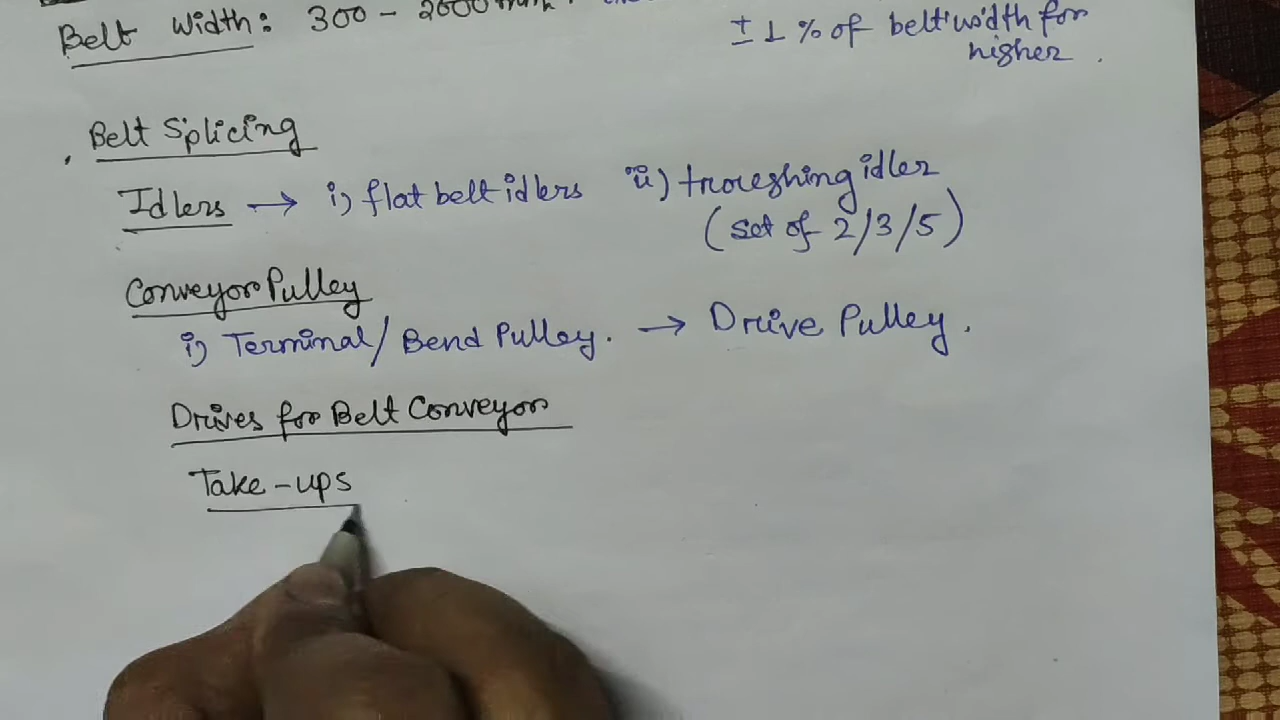 Belt Width: 300 - 2000 mm.
± 1 % of belt width for
higher.
Belt Splicing
Idlers → i) flat belt idlers ii) troughing idler
(set of 2/3/5)
Conveyor Pulley
i) Terminal/Bend Pulley. → Drive Pulley.
Drives for Belt Conveyor
Take-ups